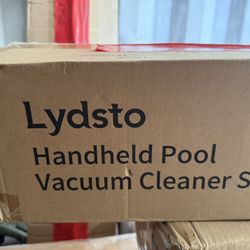 Lydsto
Handheld Pool
Vacuum Cleaner S